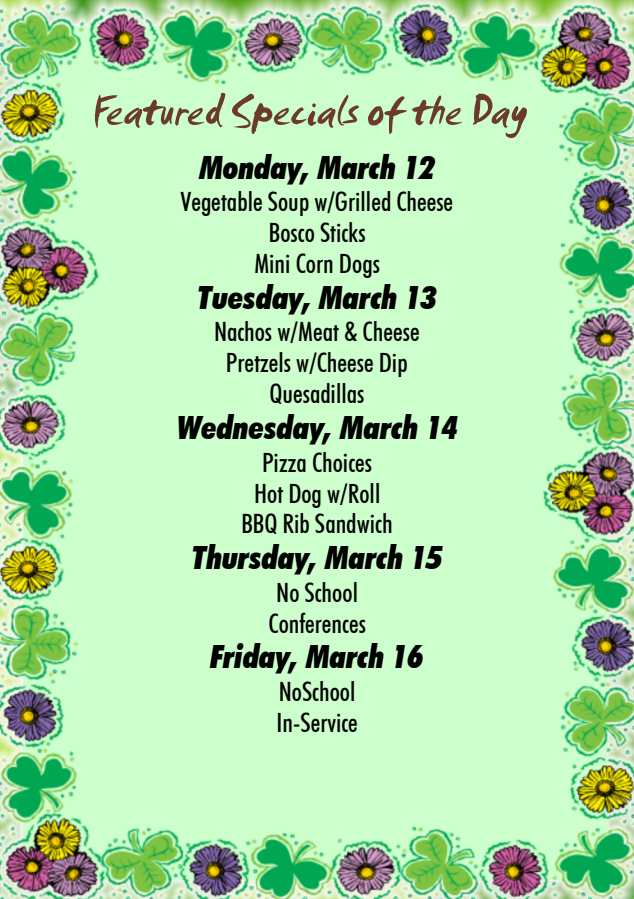 Featured Specials of the Day
Monday, March 12
Vegetable Soup w/Grilled Cheese
Bosco Sticks
Mini Corn Dogs
Tuesday, March 13
Nachos w/Meat & Cheese
Pretzels w/Cheese Dip
Quesadillas
Wednesday, March 14
Pizza Choices
Hot Dog w/Roll
BBQ Rib Sandwich
Thursday, March 15
No School
Conferences
Friday, March 16
NoSchool
In-Service